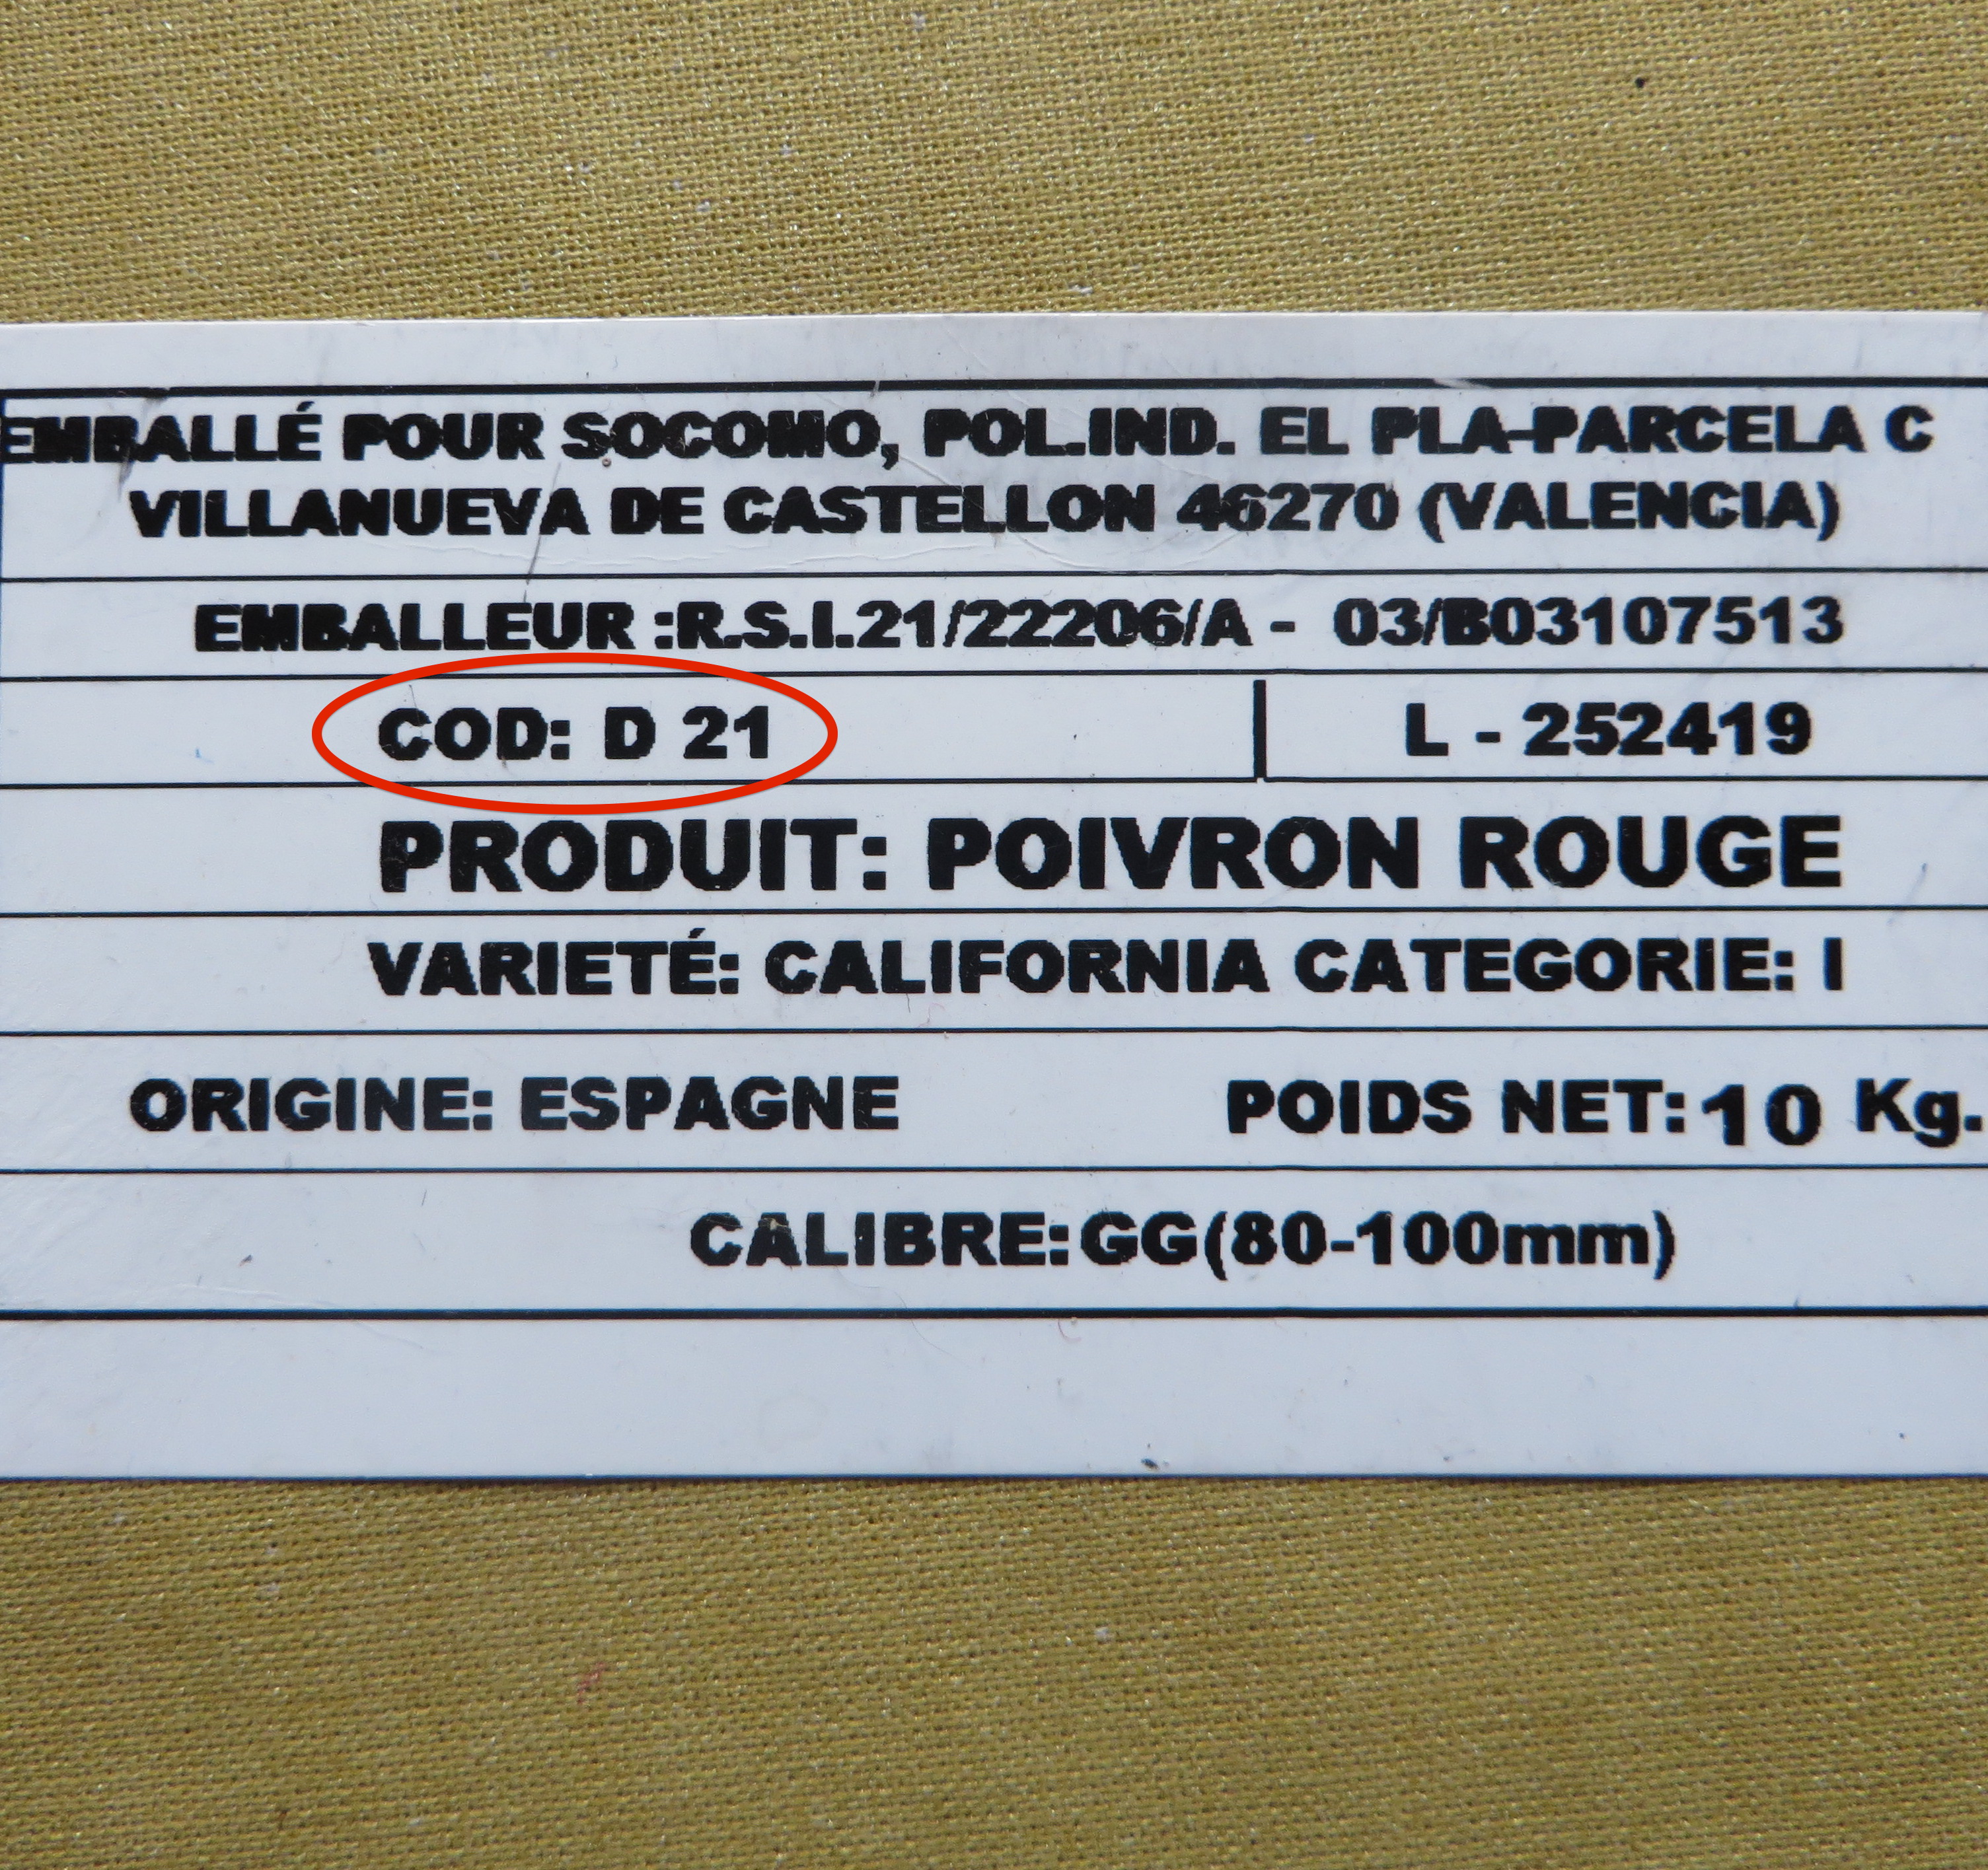 EMBALLÉ POUR SOCOMO, POL.IND. EL PLA-PARCELA C
VILLANUEVA DE CASTELLON 46270 (VALENCIA)
EMBALLEUR :R.S.I.21/22206/A - 03/B03107513
COD: D 21 L - 252419
PRODUIT: POIVRON ROUGE
VARIETÉ: CALIFORNIA CATEGORIE: I
ORIGINE: ESPAGNE POIDS NET: 10 Kg.
CALIBRE:GG(80-100mm)